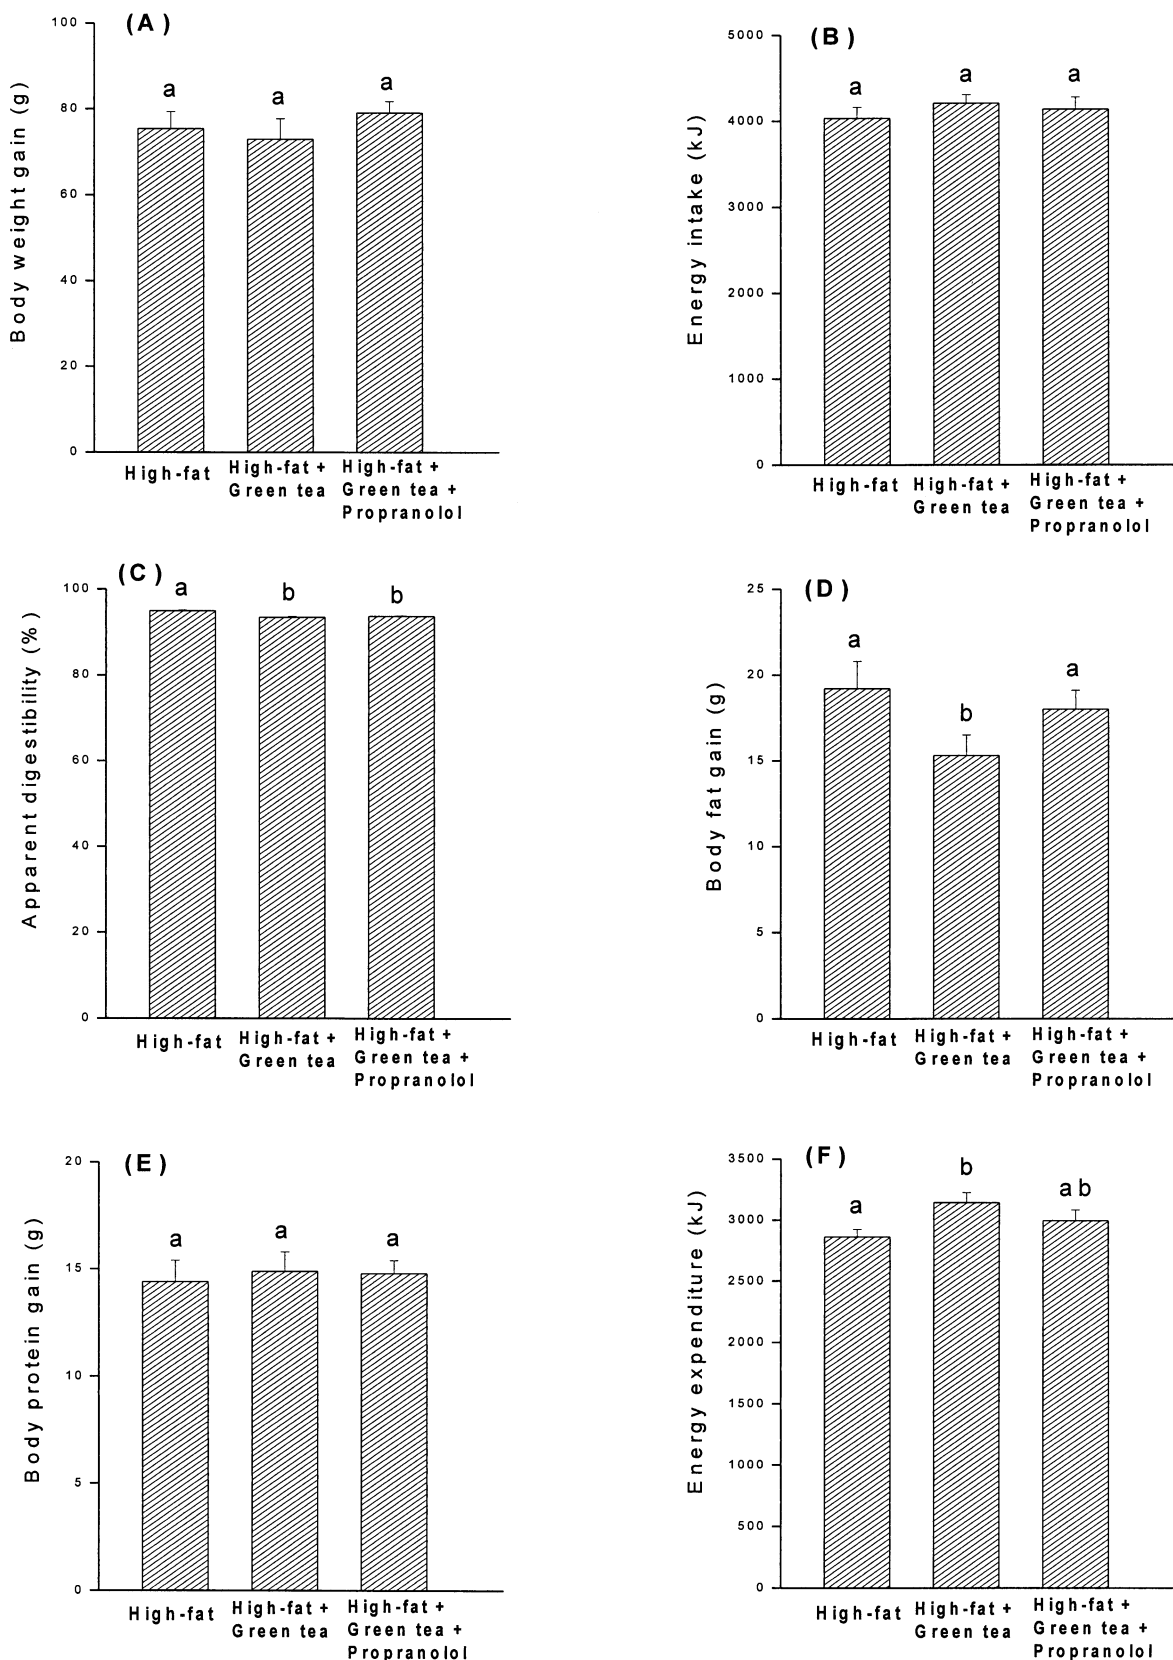 (A)
Body weight gain (g)
100
80
60
40
20
0
a
a
a
High-fat
High-fat +
Green tea
High-fat +
Green tea +
Propranolol
(B)
Energy intake (kJ)
5000
4000
3000
2000
1000
0
a
a
a
High-fat
High-fat +
Green tea
High-fat +
Green tea +
Propranolol
(C)
Apparent digestibility (%)
100
80
60
40
20
0
a
b
b
High-fat
High-fat +
Green tea
High-fat +
Green tea +
Propranolol
(D)
Body fat gain (g)
25
20
15
10
5
0
a
b
a
High-fat
High-fat +
Green tea
High-fat +
Green tea +
Propranolol
(E)
Body protein gain (g)
20
15
10
5
0
a
a
a
High-fat
High-fat +
Green tea
High-fat +
Green tea +
Propranolol
(F)
Energy expenditure (kJ)
3500
3000
2500
2000
1500
1000
500
0
a
b
ab
High-fat
High-fat +
Green tea
High-fat +
Green tea +
Propranolol